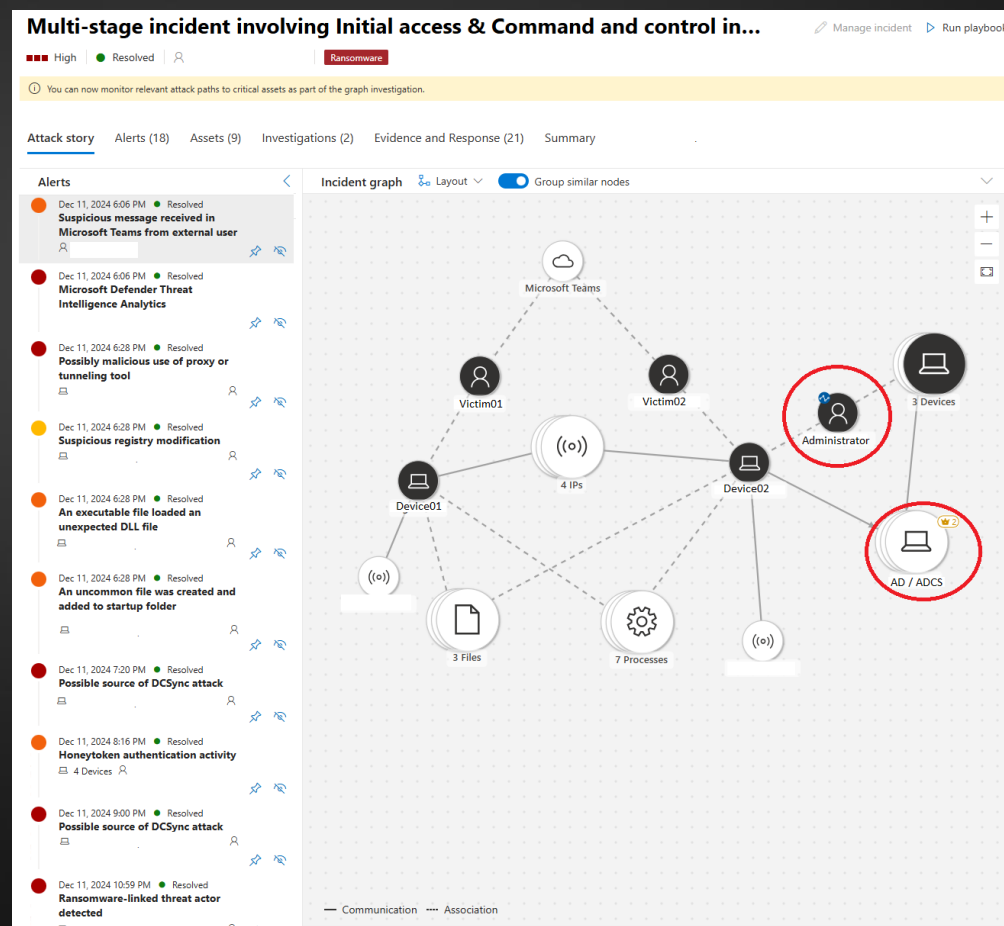 Multi-stage incident involving Initial access & Command and control in...
Manage incident
Run playbook
High
Resolved
Ransomware
You can now monitor relevant attack paths to critical assets as part of the graph investigation.
Attack story
Alerts (18)
Assets (9)
Investigations (2)
Evidence and Response (21)
Summary
Alerts
Dec 11, 2024 6:06 PM Resolved
Suspicious message received in
Microsoft Teams from external user
Dec 11, 2024 6:06 PM Resolved
Microsoft Defender Threat
Intelligence Analytics
Dec 11, 2024 6:28 PM Resolved
Possibly malicious use of proxy or
tunneling tool
Dec 11, 2024 6:28 PM Resolved
Suspicious registry modification
Dec 11, 2024 6:28 PM Resolved
An executable file loaded an
unexpected DLL file
Dec 11, 2024 6:28 PM Resolved
An uncommon file was created and
added to startup folder
Dec 11, 2024 7:20 PM Resolved
Possible source of DCSync attack
Dec 11, 2024 8:16 PM Resolved
Honeytoken authentication activity
4 Devices
Dec 11, 2024 9:00 PM Resolved
Possible source of DCSync attack
Dec 11, 2024 10:59 PM Resolved
Ransomware-linked threat actor
detected
Incident graph
Layout
Group similar nodes
Microsoft Teams
Victim01
Victim02
Administrator
3 Devices
4 IPs
Device01
Device02
2
AD / ADCS
3 Files
7 Processes
Communication
Association